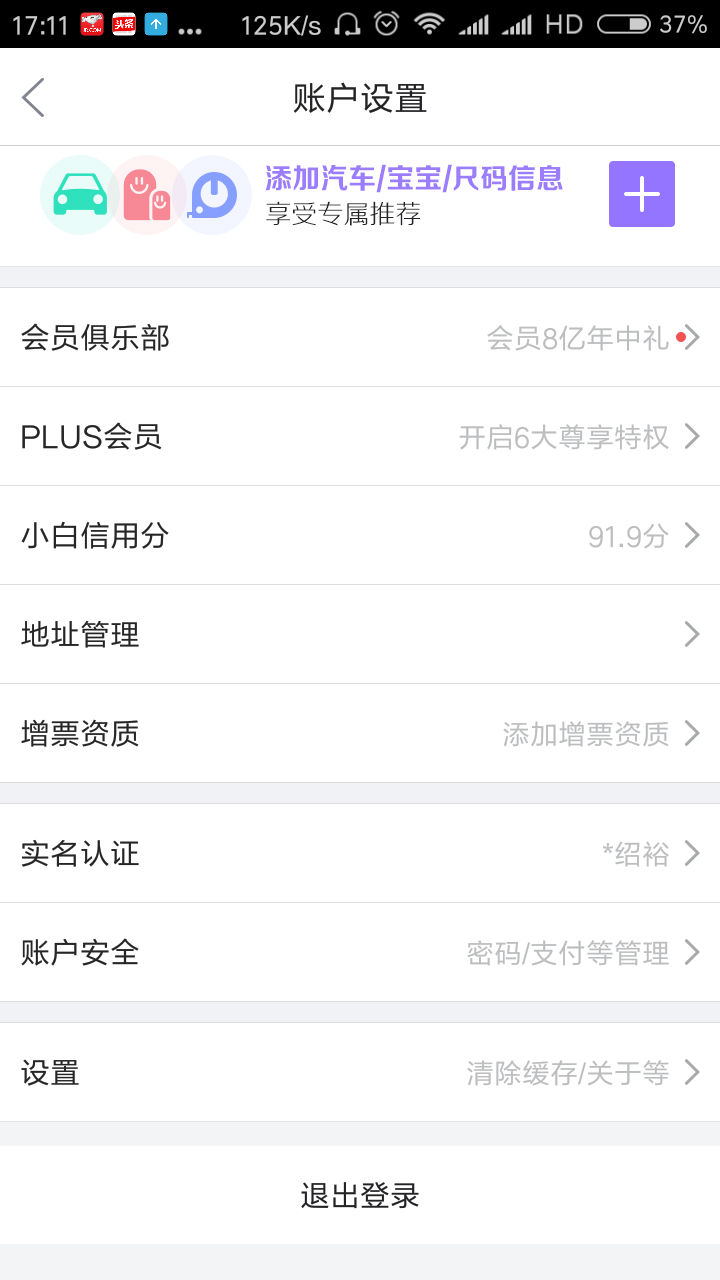 17:11 JD.COM 头条 ... 125K/s HD 37%
账户设置
添加汽车/宝宝/尺码信息
享受专属推荐
会员俱乐部 会员8亿年中礼
PLUS会员 开启6大尊享特权
小白信用分 91.9分
地址管理
增票资质 添加增票资质
实名认证 *绍裕
账户安全 密码/支付等管理
设置 清除缓存/关于等
退出登录